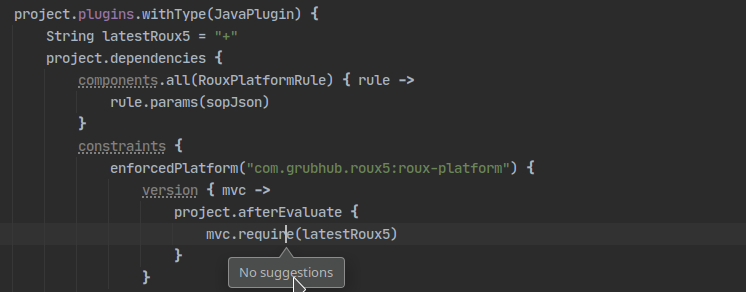 project.plugins.withType(JavaPlugin) {
    String latestRoux5 = "+"
    project.dependencies {
        components.all(RouxPlatformRule) { rule ->
            rule.params(sopJson)
        }
        constraints {
            enforcedPlatform("com.grubhub.roux5:roux-platform") {
                version { mvc ->
                    project.afterEvaluate {
                        mvc.require(latestRoux5)
                    }
No suggestions
                }